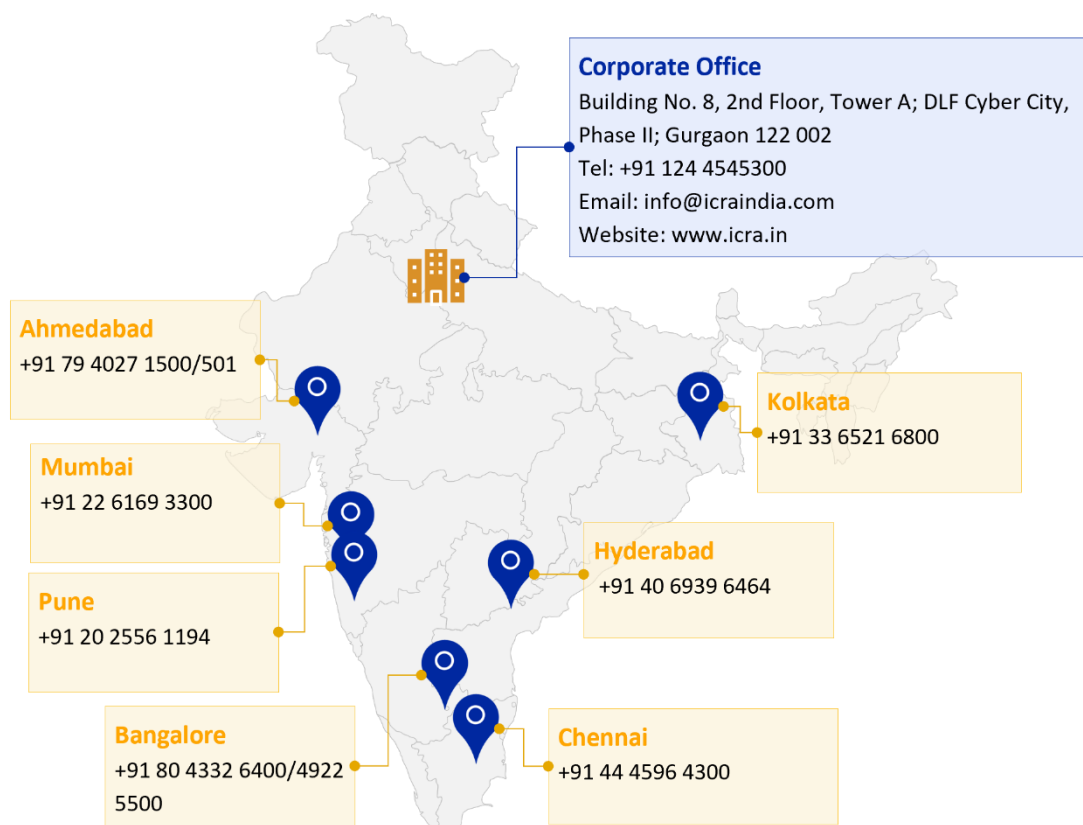 Corporate Office
Building No. 8, 2nd Floor, Tower A; DLF Cyber City,
Phase II; Gurgaon 122 002
Tel: +91 124 4545300
Email: info@icraindia.com
Website: www.icra.in
Ahmedabad
+91 79 4027 1500/501
Kolkata
+91 33 6521 6800
Mumbai
+91 22 6169 3300
Hyderabad
+91 40 6939 6464
Pune
+91 20 2556 1194
Bangalore
+91 80 4332 6400/4922
5500
Chennai
+91 44 4596 4300